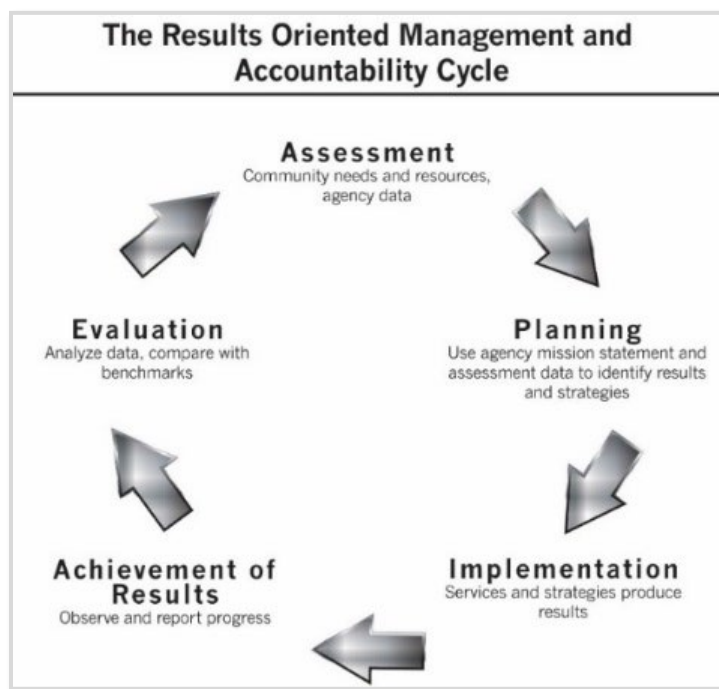 The Results Oriented Management and
Accountability Cycle
Assessment
Community needs and resources,
agency data
Planning
Use agency mission statement and
assessment data to identify results
and strategies
Implementation
Services and strategies produce
results
Achievement of
Results
Observe and report progress
Evaluation
Analyze data, compare with
benchmarks